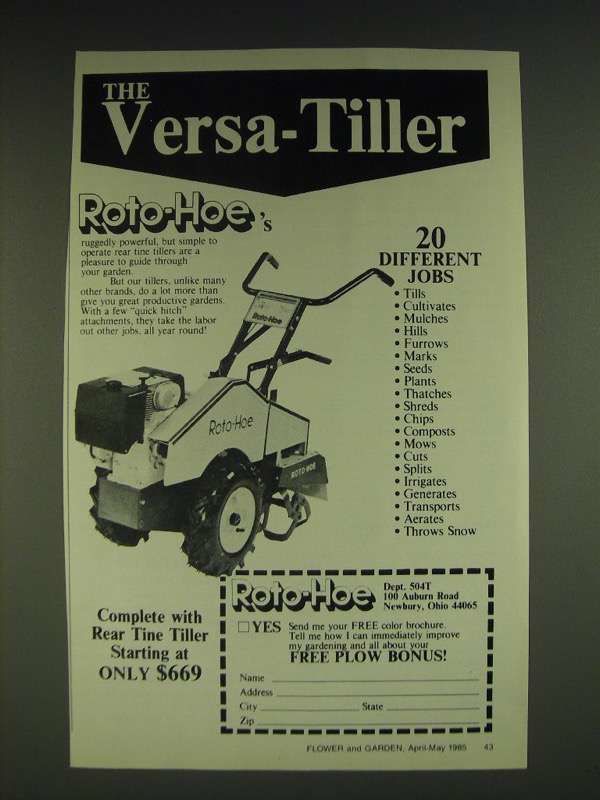 THE
Versa-Tiller
Roto-Hoe's
ruggedly powerful, but simple to
operate rear tine tillers are a
pleasure to guide through
your garden.
But our tillers, unlike many
other brands, do a lot more than
give you great productive gardens.
With a few "quick hitch"
attachments, they take the labor
out other jobs, all year round!
20
DIFFERENT
JOBS
• Tills
• Cultivates
• Mulches
• Hills
• Furrows
• Marks
• Seeds
• Plants
• Thatches
• Shreds
• Chips
• Composts
• Mows
• Cuts
• Splits
• Irrigates
• Generates
• Transports
• Aerates
• Throws Snow
Roto-Hoe
Roto-Hoe
ROTO-HOE
Complete with
Rear Tine Tiller
Starting at
ONLY $669
Roto-Hoe
Dept. 504T
100 Auburn Road
Newbury, Ohio 44065
☐ YES Send me your FREE color brochure.
Tell me how I can immediately improve
my gardening and all about your
FREE PLOW BONUS!
Name
Address
City State
Zip
FLOWER and GARDEN, April-May 1985 43